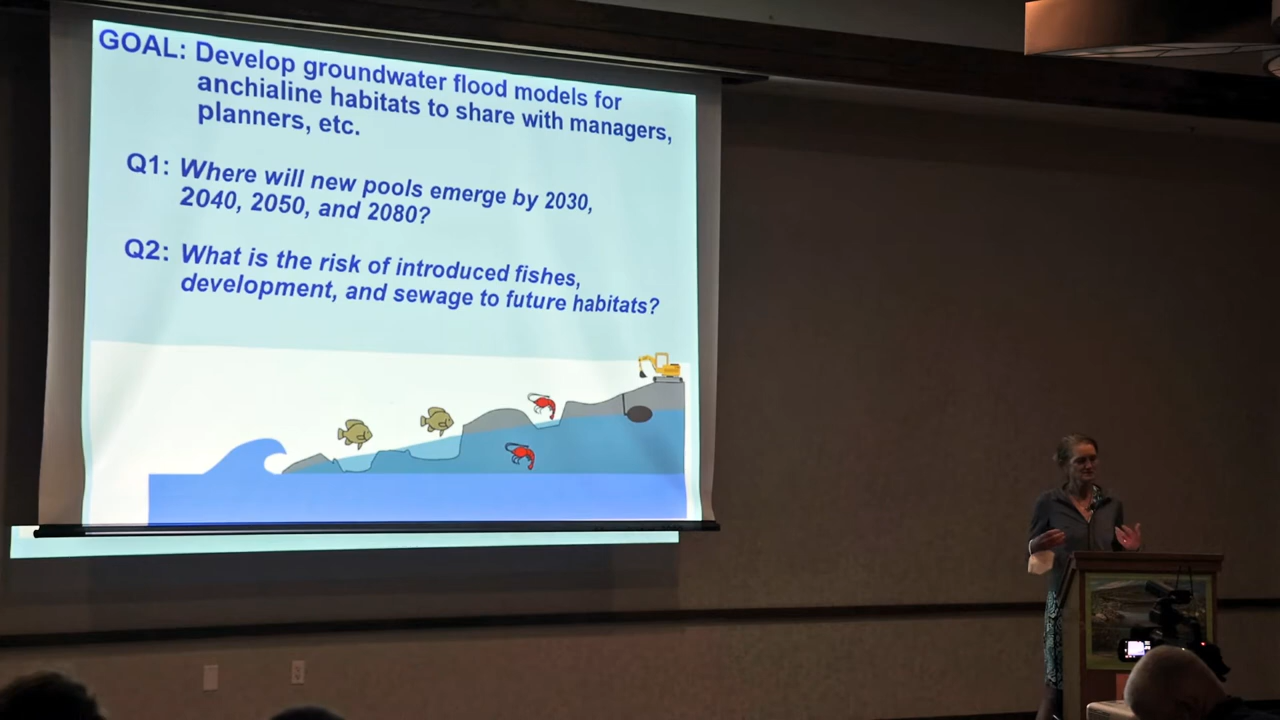 GOAL: Develop groundwater flood models for
anchialine habitats to share with managers,
planners, etc.
Q1: Where will new pools emerge by 2030,
2040, 2050, and 2080?
Q2: What is the risk of introduced fishes,
development, and sewage to future habitats?